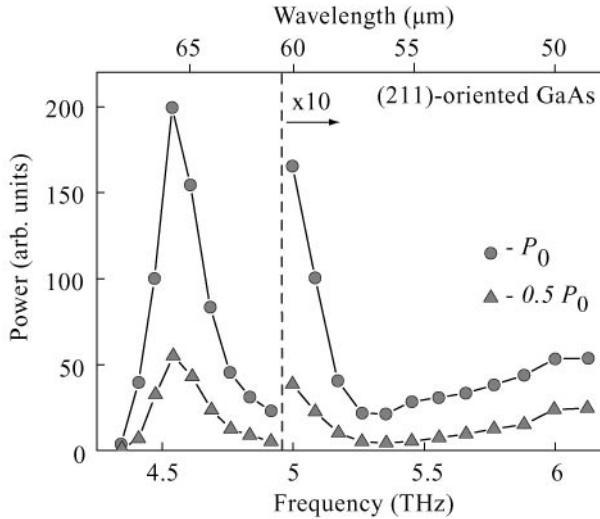 Wavelength (μm)
65 60 55 50
x10
(211)-oriented GaAs
Power (arb. units)
200
150
100
50
0
- P0
- 0.5 P0
4.5 5 5.5 6
Frequency (THz)